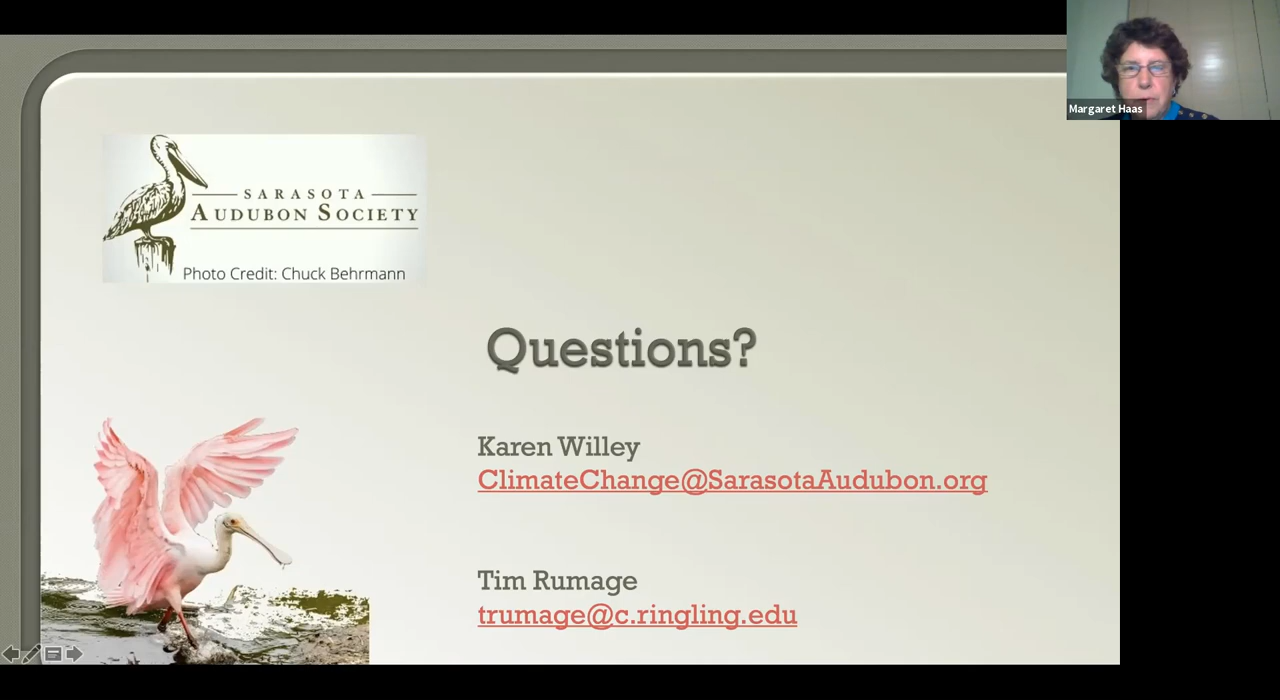 Margaret Haas
SARASOTA
AUDUBON SOCIETY
Photo Credit: Chuck Behrmann
Questions?
Karen Willey
ClimateChange@SarasotaAudubon.org
Tim Rumage
trumage@c.ringling.edu